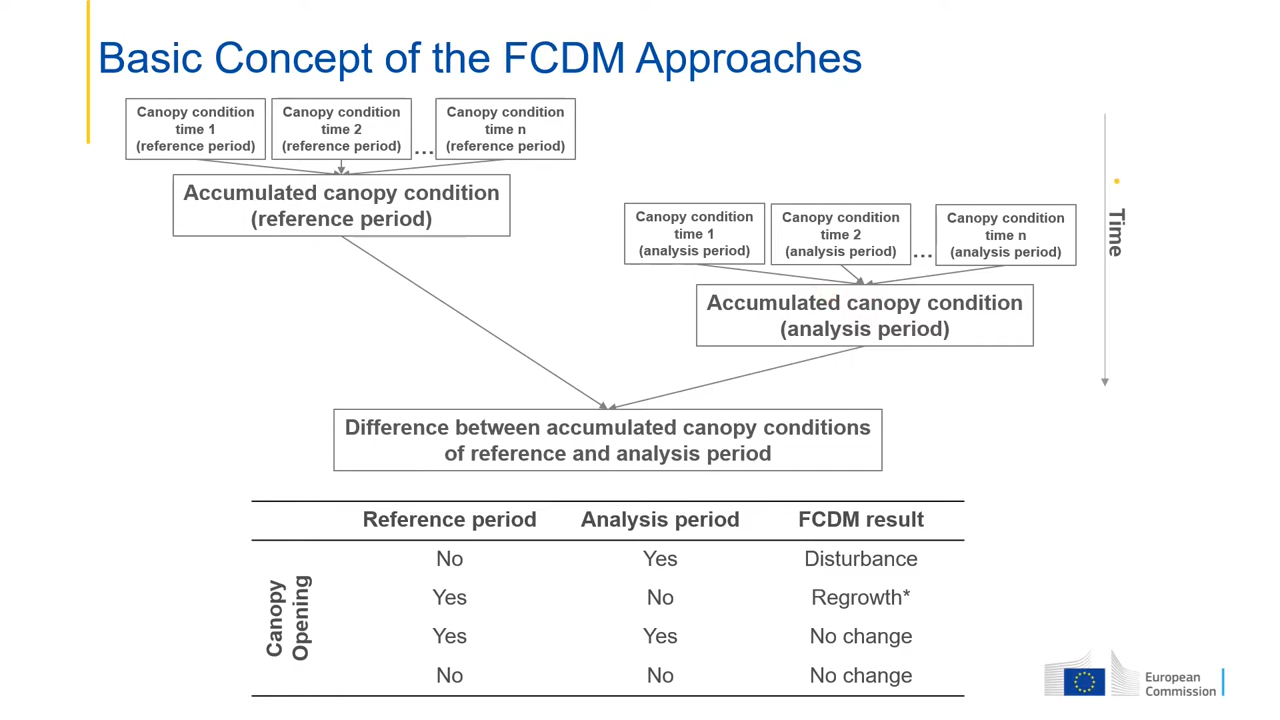 Basic Concept of the FCDM Approaches
Canopy condition
time 1
(reference period)
Canopy condition
time 2
(reference period)
...
Canopy condition
time n
(reference period)
Accumulated canopy condition
(reference period)
Canopy condition
time 1
(analysis period)
Canopy condition
time 2
(analysis period)
...
Canopy condition
time n
(analysis period)
Accumulated canopy condition
(analysis period)
• Time
Difference between accumulated canopy conditions
of reference and analysis period
Reference period Analysis period FCDM result
Canopy
Opening
No Yes Disturbance
Yes No Regrowth*
Yes Yes No change
No No No change
European
Commission